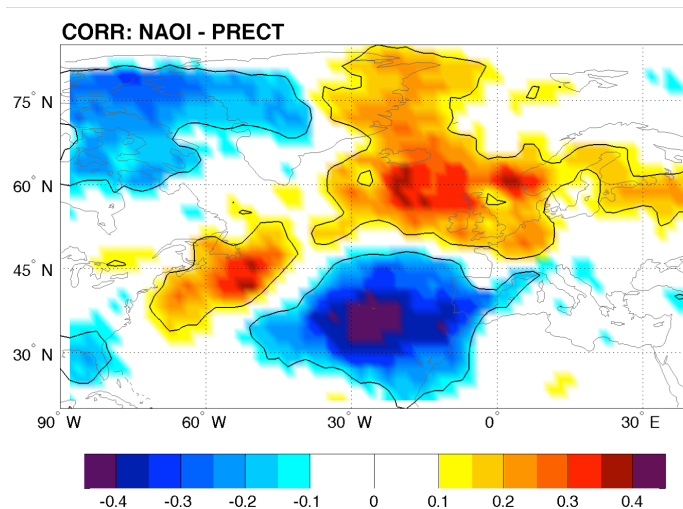 CORR: NAOI - PRECT
75° N
60° N
45° N
30° N
90° W 60° W 30° W 0° 30° E
-0.4 -0.3 -0.2 -0.1 0 0.1 0.2 0.3 0.4